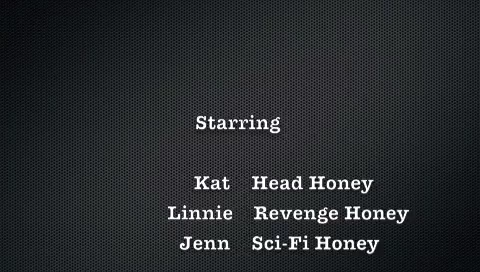 Starring
Kat Head Honey
Linnie Revenge Honey
Jenn Sci-Fi Honey